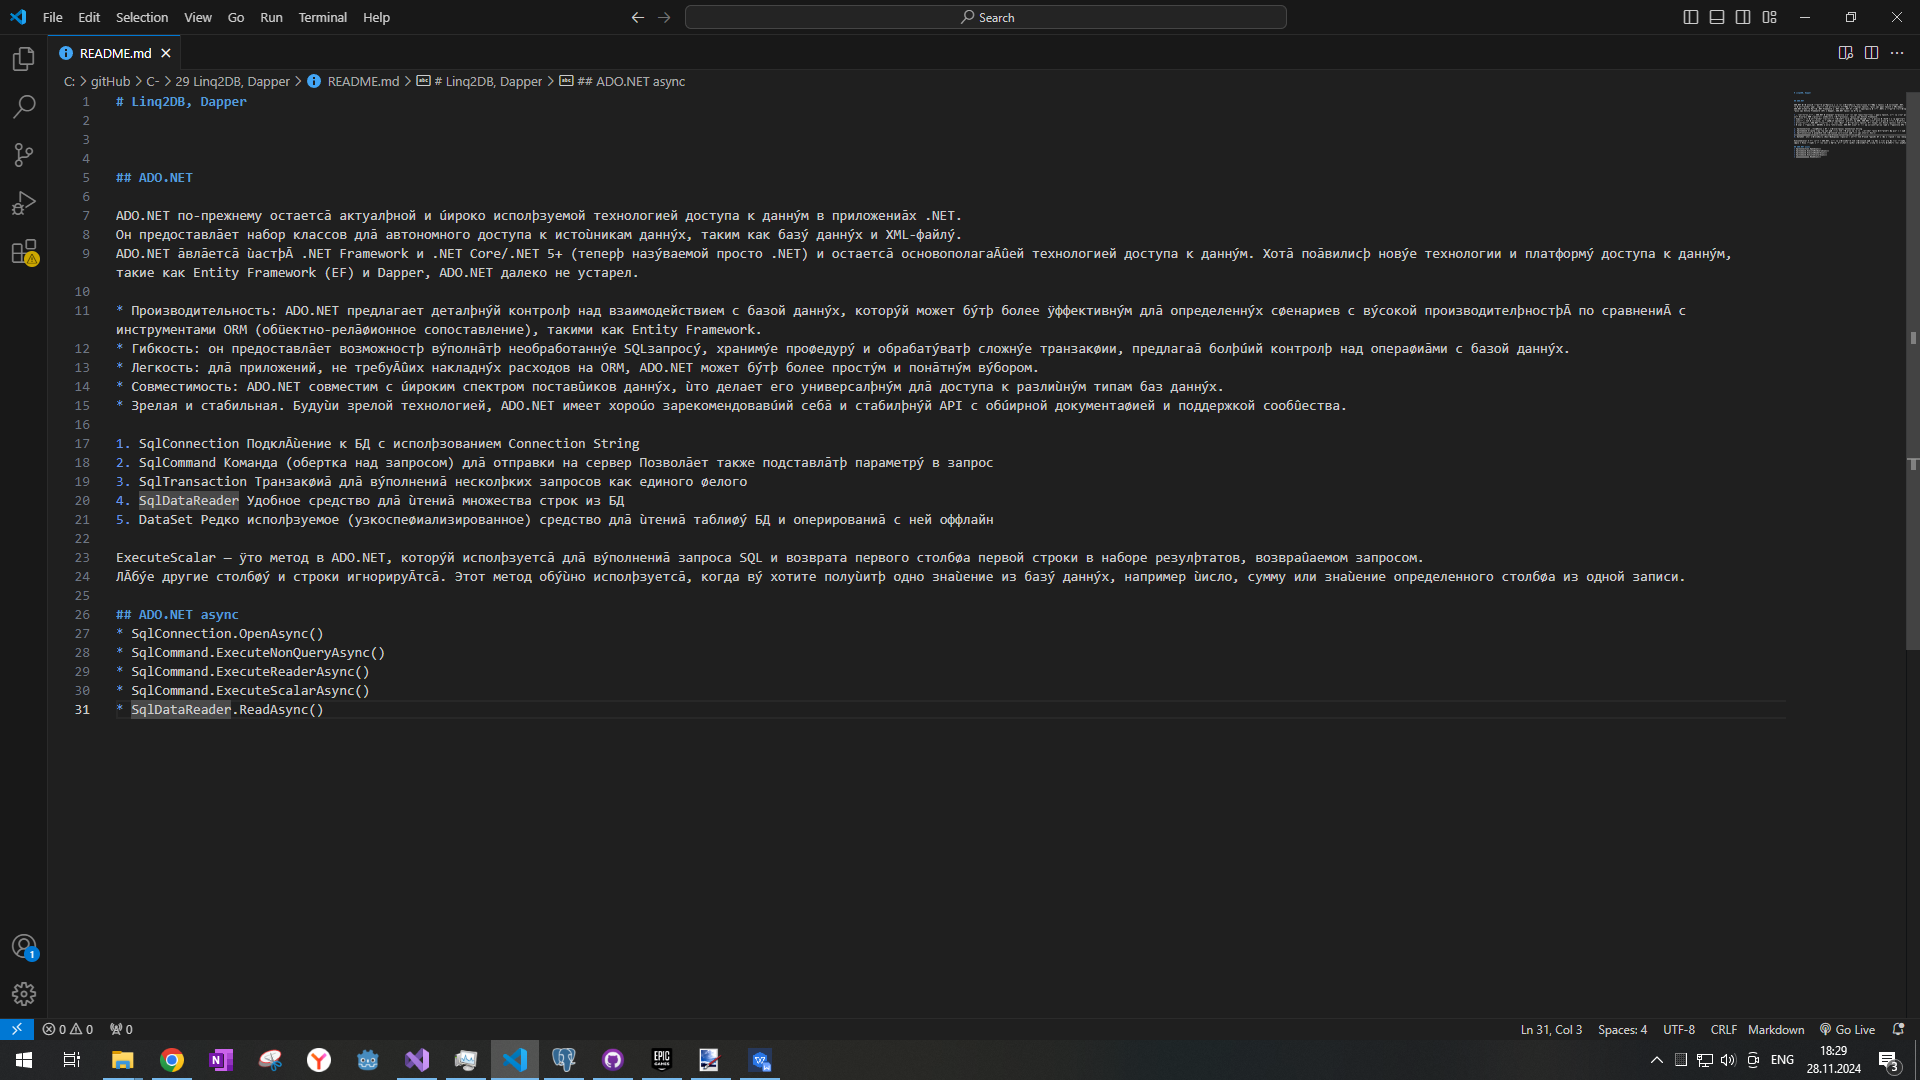 File Edit Selection View Go Run Terminal Help
Search
README.md
C: > gitHub > C- > 29 Linq2DB, Dapper > README.md > # Linq2DB, Dapper > ## ADO.NET async
1 # Linq2DB, Dapper
2
3
4
5 ## ADO.NET
6
7 ADO.NET по-прежнему остаетсā актуалþной и úироко исполþзуемой технологией доступа к даннýм в приложениāх .NET.
8 Он предоставлāет набор классов длā автономного доступа к истоùникам даннýх, таким как базý даннýх и XML-файлý.
9 ADO.NET āвлāетсā ùастþĀ .NET Framework и .NET Core/.NET 5+ (теперþ назýваемой просто .NET) и остаетсā основополагаĀûей технологией доступа к даннýм. Хотā поāвилисþ новýе технологии и платформý доступа к даннýм,
такие как Entity Framework (EF) и Dapper, ADO.NET далеко не устарел.
10
11 * Производительность: ADO.NET предлагает деталþнýй контролþ над взаимодействием с базой даннýх, которýй может бýтþ более ÿффективнýм длā определеннýх сøенариев с вýсокой производителþностþĀ по сравнениĀ с
инструментами ORM (обüектно-релāøионное сопоставление), такими как Entity Framework.
12 * Гибкость: он предоставлāет возможностþ вýполнāтþ необработаннýе SQLзапросý, хранимýе проøедурý и обрабатýватþ сложнýе транзакøии, предлагаā болþúий контролþ над операøиāми с базой даннýх.
13 * Легкость: длā приложений, не требуĀûих накладнýх расходов на ORM, ADO.NET может бýтþ более простýм и понāтнýм вýбором.
14 * Совместимость: ADO.NET совместим с úироким спектром поставûиков даннýх, ùто делает его универсалþнýм длā доступа к разлиùнýм типам баз даннýх.
15 * Зрелая и стабильная. Будуùи зрелой технологией, ADO.NET имеет хороúо зарекомендовавúий себā и стабилþнýй API с обúирной документаøией и поддержкой сообûества.
16
17 1. SqlConnection ПодклĀùение к БД с исполþзованием Connection String
18 2. SqlCommand Команда (обертка над запросом) длā отправки на сервер Позволāет также подставлāтþ параметрý в запрос
19 3. SqlTransaction Транзакøиā длā вýполнениā несколþких запросов как единого øелого
20 4. SqlDataReader Удобное средство длā ùтениā множества строк из БД
21 5. DataSet Редко исполþзуемое (узкоспеøиализированное) средство длā ùтениā таблиøý БД и оперированиā с ней оффлайн
22
23 ExecuteScalar — ÿто метод в ADO.NET, которýй исполþзуетсā длā вýполнениā запроса SQL и возврата первого столбøа первой строки в наборе резулþтатов, возвраûаемом запросом.
24 ЛĀбýе другие столбøý и строки игнорируĀтсā. Этот метод обýùно исполþзуетсā, когда вý хотите полуùитþ одно знаùение из базý даннýх, например ùисло, сумму или знаùение определенного столбøа из одной записи.
25
26 ## ADO.NET async
27 * SqlConnection.OpenAsync()
28 * SqlCommand.ExecuteNonQueryAsync()
29 * SqlCommand.ExecuteReaderAsync()
30 * SqlCommand.ExecuteScalarAsync()
31 * SqlDataReader.ReadAsync()
1
0 0 0 Ln 31, Col 3 Spaces: 4 UTF-8 CRLF Markdown Go Live
ENG 18:29
28.11.2024
3
EPIC GAMES